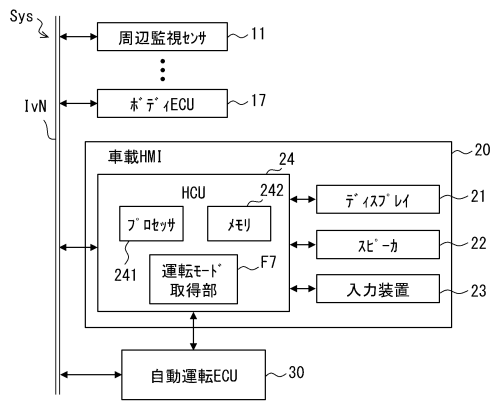 Sys
周辺監視ｾﾝｻ
11
IvN
ﾎﾞﾃﾞｨECU
17
車載HMI
20
24
HCU
ﾃﾞｨｽﾌﾟﾚｲ
21
242
ﾌﾟﾛｾｯｻ
ﾒﾓﾘ
ｽﾋﾟｰｶ
22
241
F7
運転ﾓｰﾄﾞ
取得部
入力装置
23
自動運転ECU
30